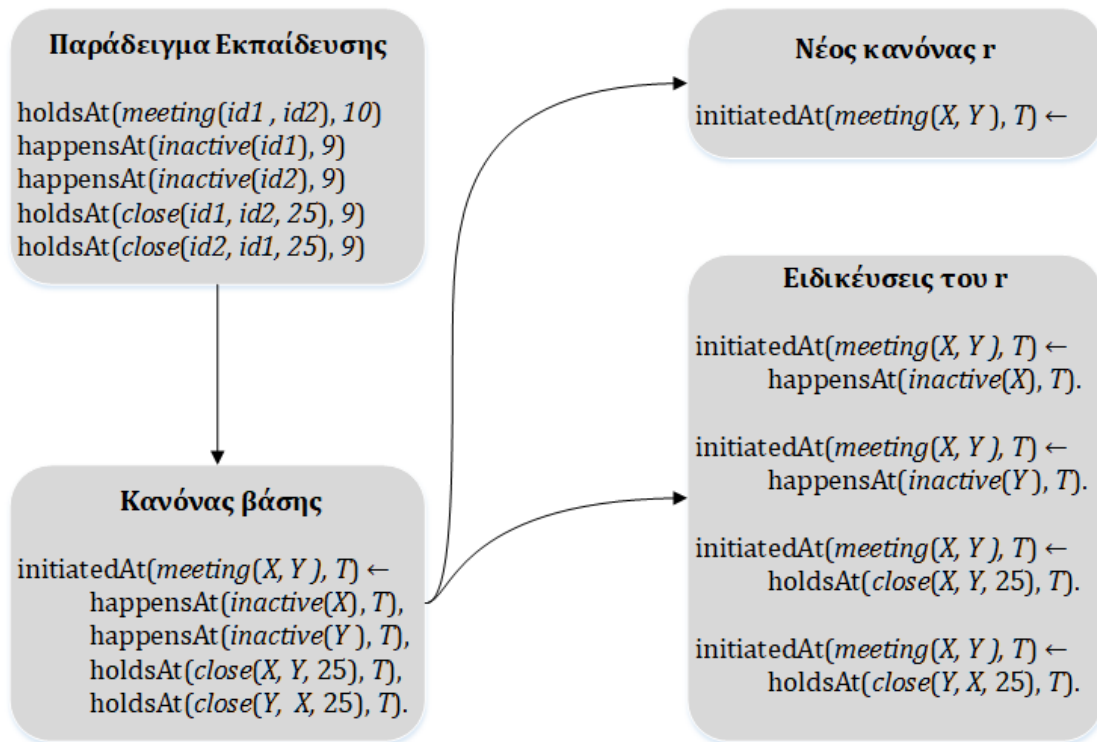 Παράδειγμα Εκπαίδευσης
holdsAt(meeting(id1 , id2), 10)
happensAt(inactive(id1), 9)
happensAt(inactive(id2), 9)
holdsAt(close(id1, id2, 25), 9)
holdsAt(close(id2, id1, 25), 9)
Κανόνας βάσης
initiatedAt(meeting(X, Y ), T) ←
happensAt(inactive(X), T),
happensAt(inactive(Y ), T),
holdsAt(close(X, Y, 25), T),
holdsAt(close(Y, X, 25), T).
Νέος κανόνας r
initiatedAt(meeting(X, Y ), T) ←
Ειδικεύσεις του r
initiatedAt(meeting(X, Y ), T) ←
happensAt(inactive(X), T).
initiatedAt(meeting(X, Y ), T) ←
happensAt(inactive(Y ), T).
initiatedAt(meeting(X, Y ), T) ←
holdsAt(close(X, Y, 25), T).
initiatedAt(meeting(X, Y ), T) ←
holdsAt(close(Y, X, 25), T).